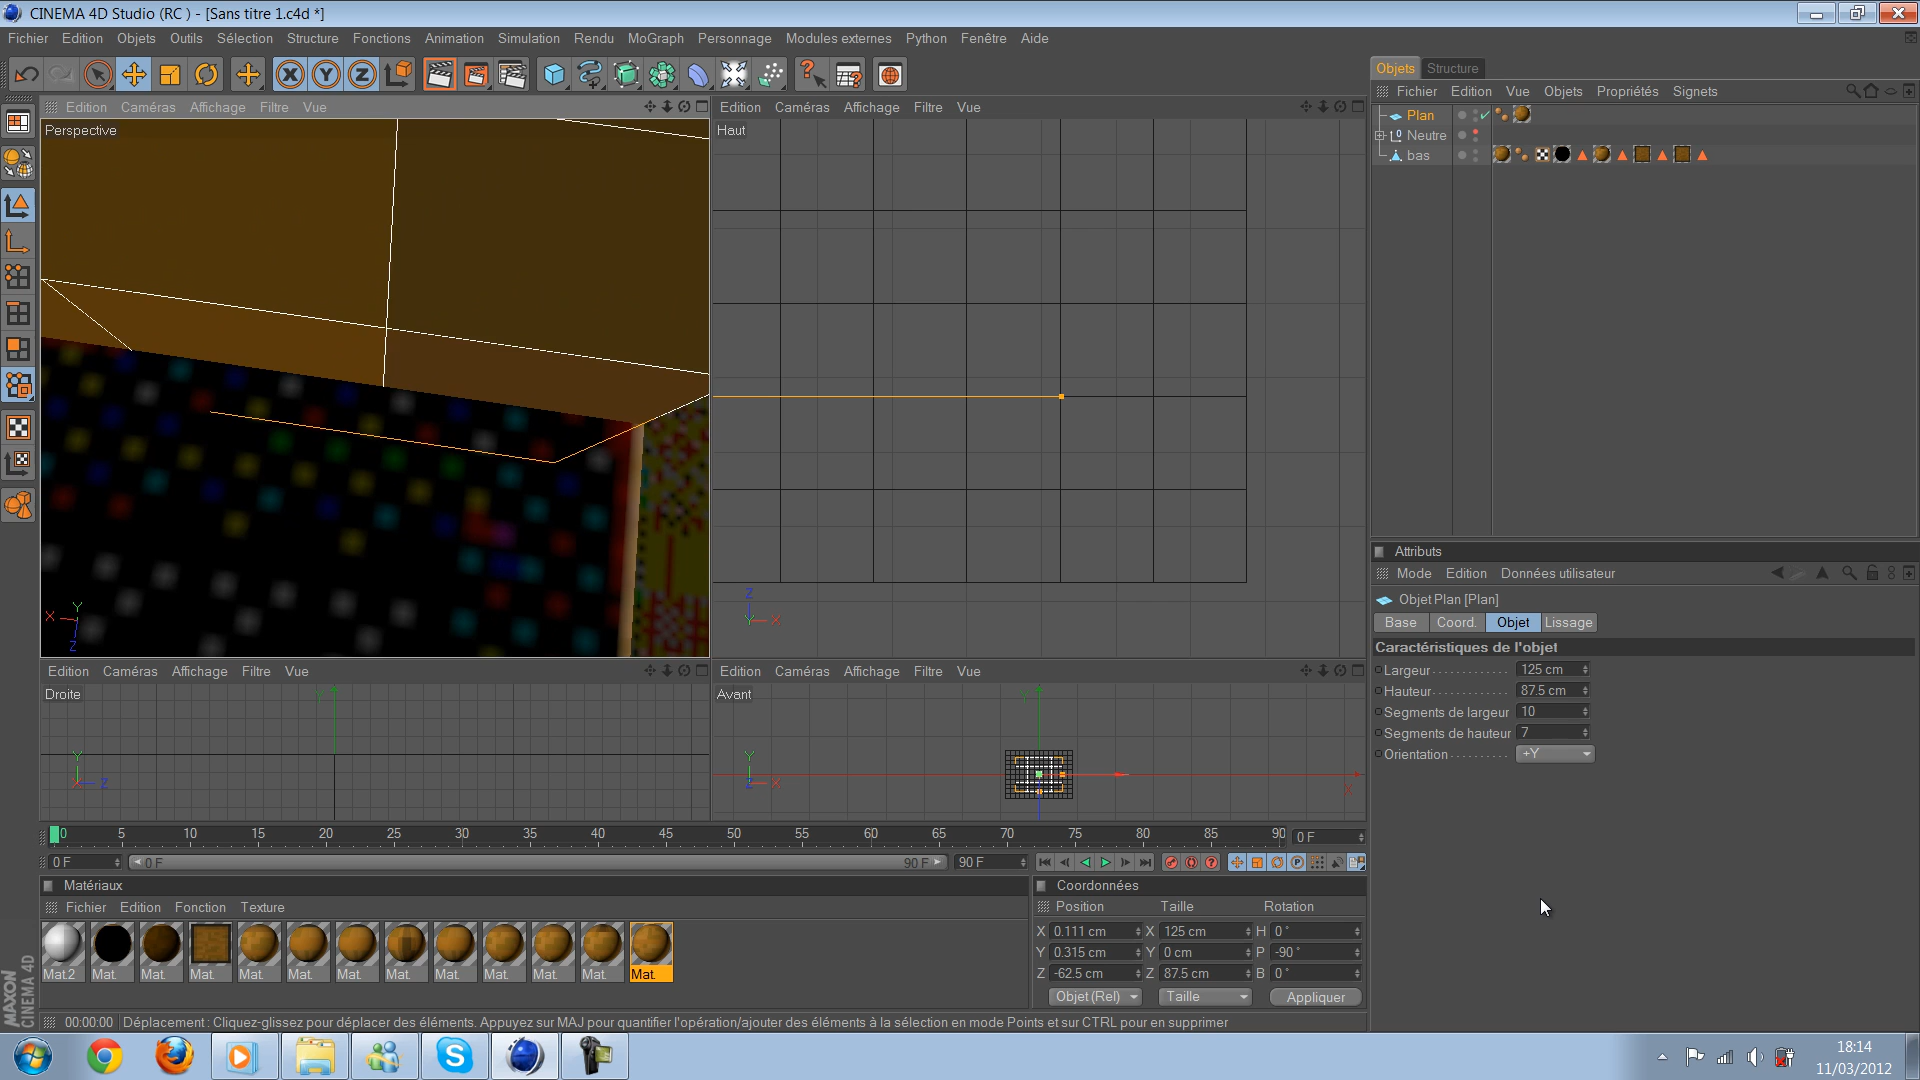 CINEMA 4D Studio (RC ) - [Sans titre 1.c4d *]
Fichier Edition Objets Outils Sélection Structure Fonctions Animation Simulation Rendu MoGraph Personnage Modules externes Python Fenêtre Aide
Objets Structure
Fichier Edition Vue Objets Propriétés Signets
Plan
Neutre
bas
Edition Caméras Affichage Filtre Vue
Perspective
Edition Caméras Affichage Filtre Vue
Haut
Edition Caméras Affichage Filtre Vue
Droite
Edition Caméras Affichage Filtre Vue
Avant
Attributs
Mode Edition Données utilisateur
Objet Plan [Plan]
Base Coord. Objet Lissage
Caractéristiques de l'objet
Largeur 125 cm
Hauteur 87.5 cm
Segments de largeur 10
Segments de hauteur 7
Orientation +Y
0 5 10 15 20 25 30 35 40 45 50 55 60 65 70 75 80 85 90 0 F
0 F 0 F 90 F 90 F
Matériaux
Fichier Edition Fonction Texture
Mat.2 Mat. Mat. Mat. Mat. Mat. Mat. Mat. Mat. Mat. Mat. Mat. Mat.
Coordonnées
Position Taille Rotation
X 0.111 cm X 125 cm H 0 °
Y 0.315 cm Y 0 cm P -90 °
Z -62.5 cm Z 87.5 cm B 0 °
Objet (Rel) Taille Appliquer
MAXON
CINEMA 4D
00:00:00 Déplacement : Cliquez-glissez pour déplacer des éléments. Appuyez sur MAJ pour quantifier l'opération/ajouter des éléments à la sélection en mode Points et sur CTRL pour en supprimer
18:14
11/03/2012